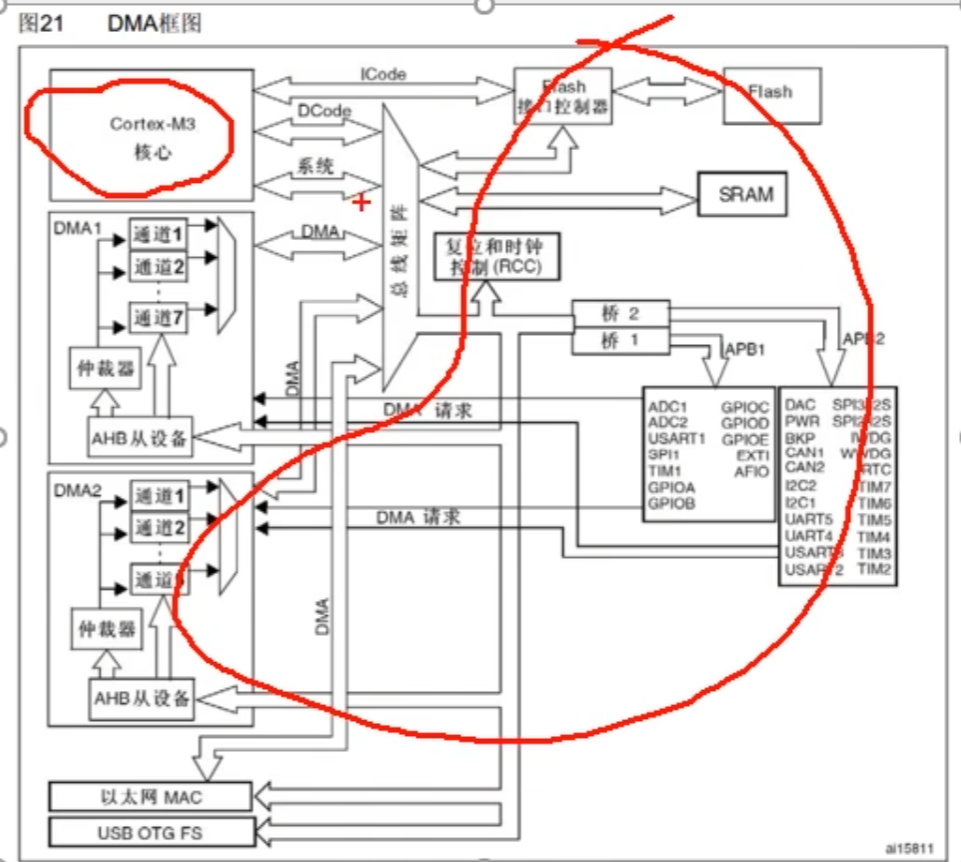 图21 DMA框图
ICode
Cortex-M3
核心
DCode
系统
DMA
Flash
接口控制器
Flash
SRAM
总线矩阵
复位和时钟
控制(RCC)
桥 2
桥 1
APB1
APB2
DMA1
通道1
通道2
通道7
仲裁器
AHB从设备
DMA
DMA 请求
ADC1 GPIOC
ADC2 GPIOD
USART1 GPIOE
SPI1 EXTI
TIM1 AFIO
GPIOA
GPIOB
DAC SPI3/I2S
PWR SPI2/I2S
BKP IWDG
CAN1 WWDG
CAN2 RTC
I2C2 TIM7
I2C1 TIM6
UART5 TIM5
UART4 TIM4
USART3 TIM3
USART2 TIM2
DMA2
通道1
通道2
通道5
仲裁器
AHB从设备
DMA 请求
DMA
以太网 MAC
USB OTG FS
ai15811